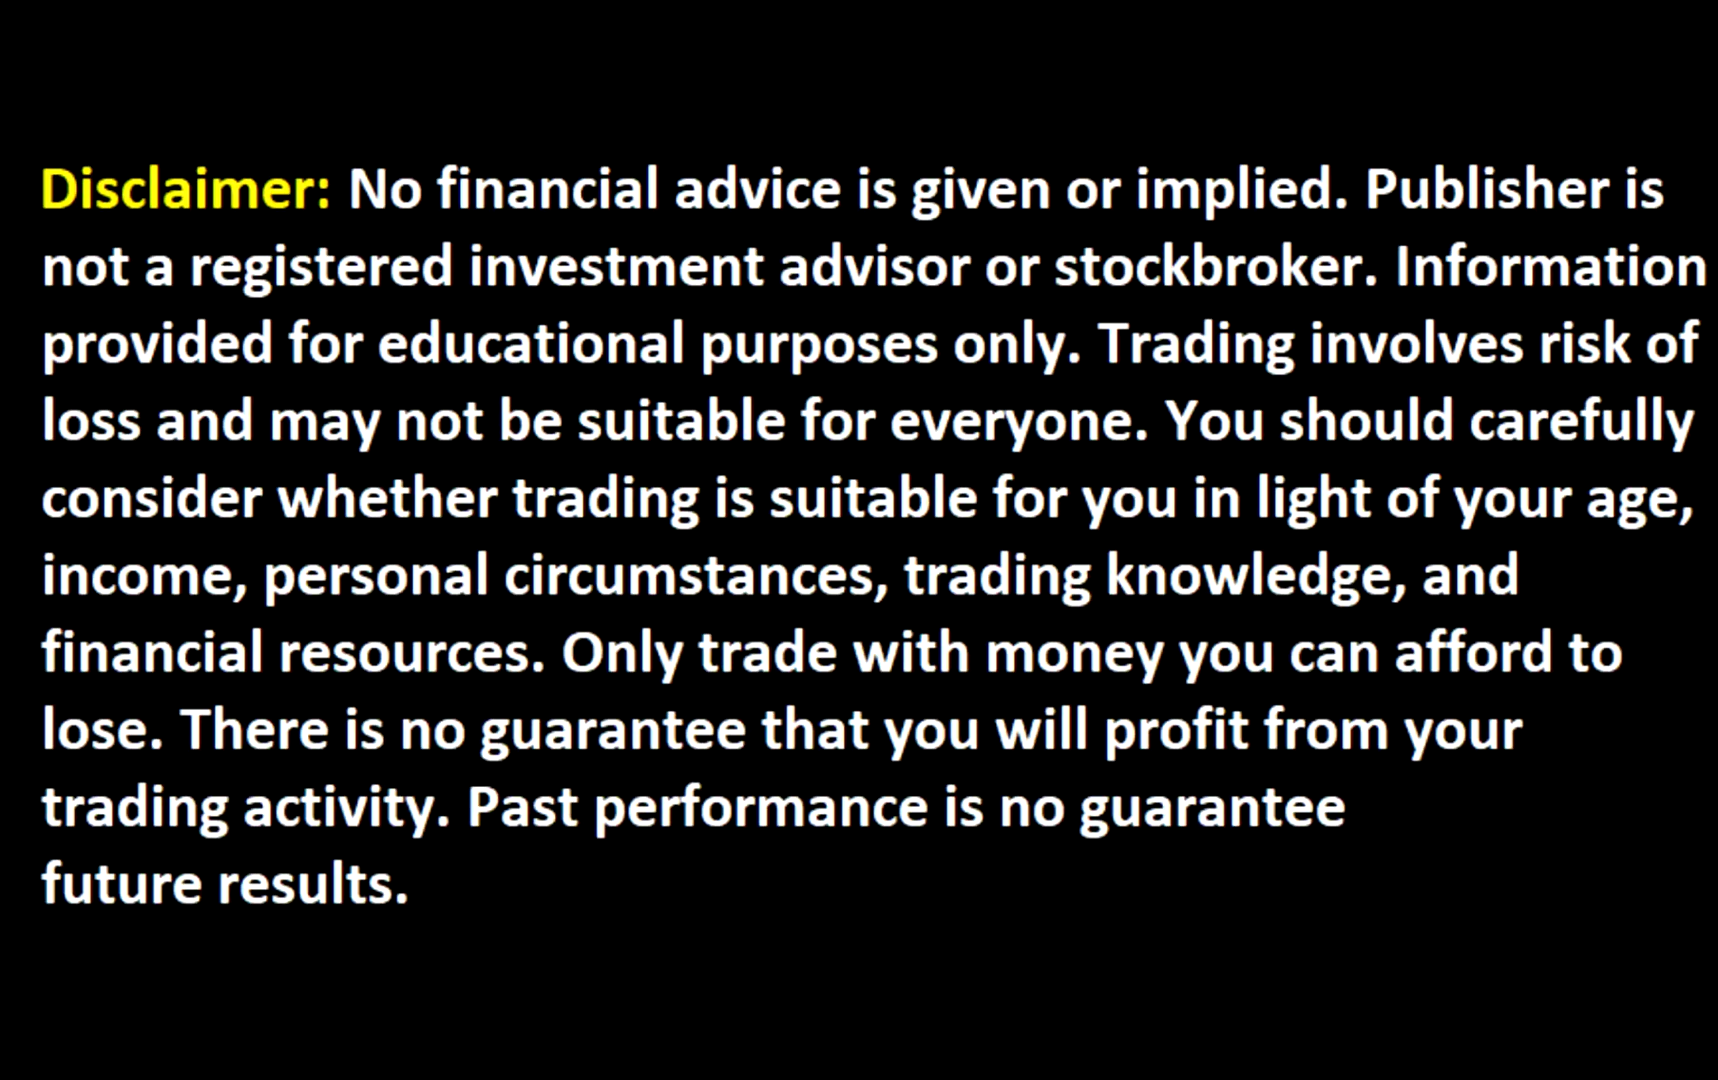 Disclaimer: No financial advice is given or implied. Publisher is
not a registered investment advisor or stockbroker. Information
provided for educational purposes only. Trading involves risk of
loss and may not be suitable for everyone. You should carefully
consider whether trading is suitable for you in light of your age,
income, personal circumstances, trading knowledge, and
financial resources. Only trade with money you can afford to
lose. There is no guarantee that you will profit from your
trading activity. Past performance is no guarantee
future results.